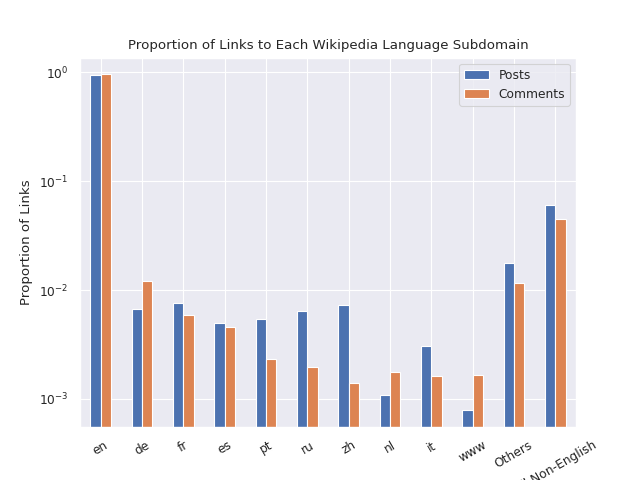 Proportion of Links to Each Wikipedia Language Subdomain
Posts
Comments
Proportion of Links
10⁰
10⁻¹
10⁻²
10⁻³
en
de
fr
es
pt
ru
zh
nl
it
www
Others
Non-English